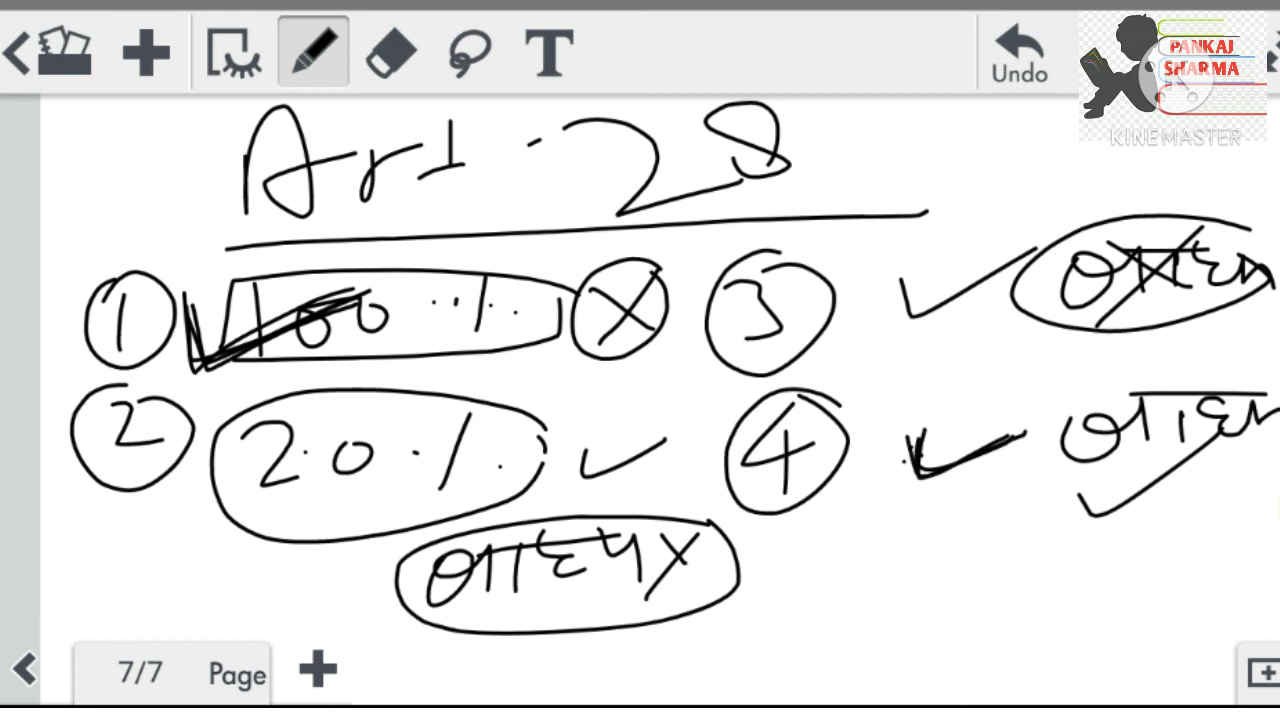 Undo
PANKAJ
SHARMA
KINEMASTER
Art-28
① 100% X ③ ✓
② 20% ✓ ④ ✓
बाध्य X
7/7 Page